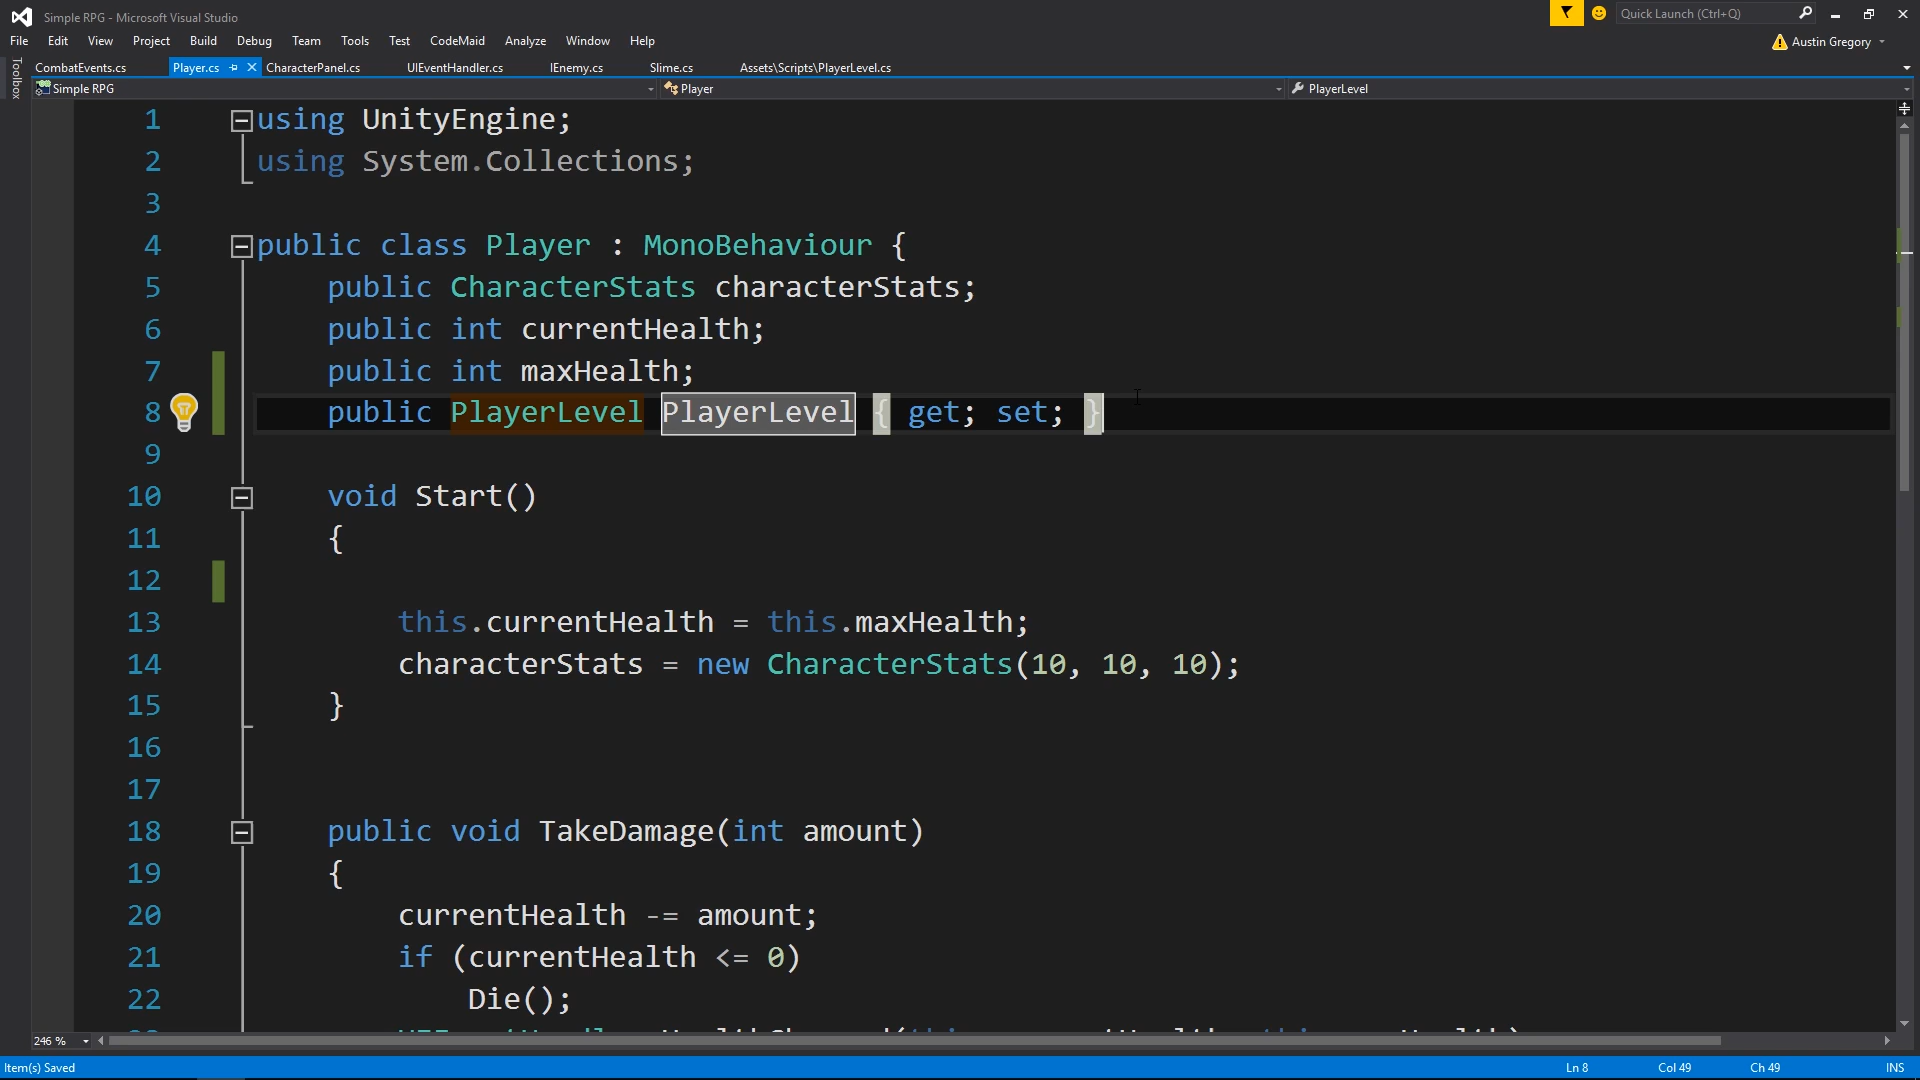 Simple RPG - Microsoft Visual Studio
Quick Launch (Ctrl+Q)
File Edit View Project Build Debug Team Tools Test CodeMaid Analyze Window Help
Austin Gregory
Toolbox
CombatEvents.cs Player.cs CharacterPanel.cs UIEventHandler.cs IEnemy.cs Slime.cs Assets\Scripts\PlayerLevel.cs
Simple RPG Player PlayerLevel
1 using UnityEngine;
2 using System.Collections;
3
4 public class Player : MonoBehaviour {
5 public CharacterStats characterStats;
6 public int currentHealth;
7 public int maxHealth;
8 public PlayerLevel PlayerLevel { get; set; }
9
10 void Start()
11 {
12
13 this.currentHealth = this.maxHealth;
14 characterStats = new CharacterStats(10, 10, 10);
15 }
16
17
18 public void TakeDamage(int amount)
19 {
20 currentHealth -= amount;
21 if (currentHealth <= 0)
22 Die();
246 %
Item(s) Saved Ln 8 Col 49 Ch 49 INS